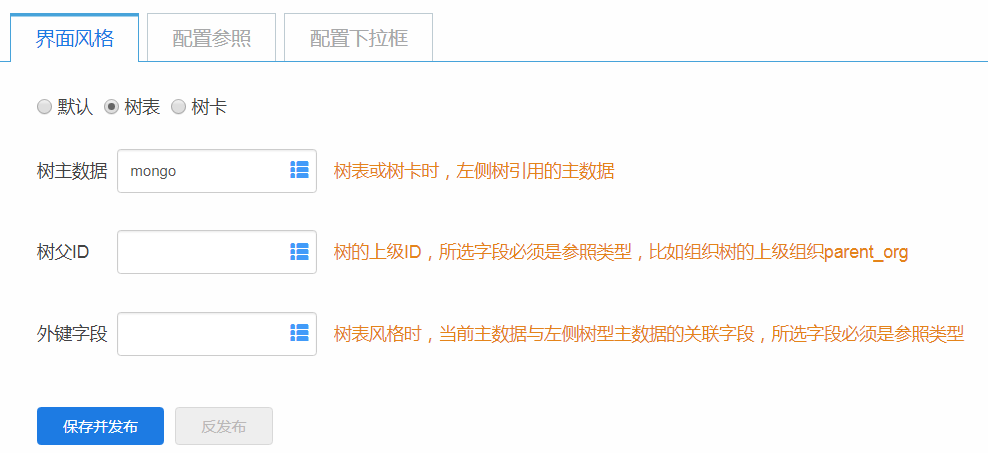 界面风格 配置参照 配置下拉框
默认 树表 树卡
树主数据 mongo 树表或树卡时，左侧树引用的主数据
树父ID 树的上级ID，所选字段必须是参照类型，比如组织树的上级组织parent_org
外键字段 树表风格时，当前主数据与左侧树型主数据的关联字段，所选字段必须是参照类型
保存并发布 反发布